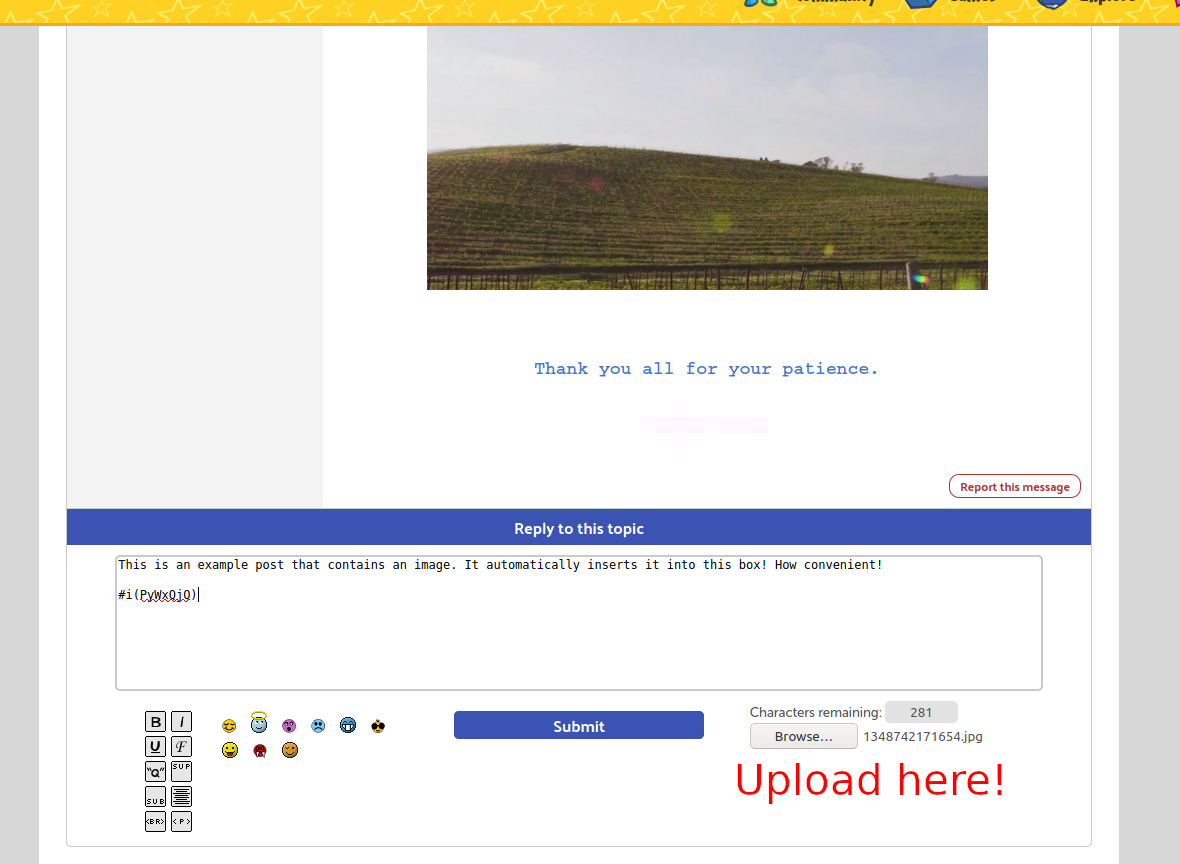 Thank you all for your patience.
Report this message
Reply to this topic
This is an example post that contains an image. It automatically inserts it into this box! How convenient!
#i(PyWxQjQ)
B I
U F
"Q" SUP
SUB
<BR> <P>
Submit
Characters remaining: 281
Browse... 1348742171654.jpg
Upload here!